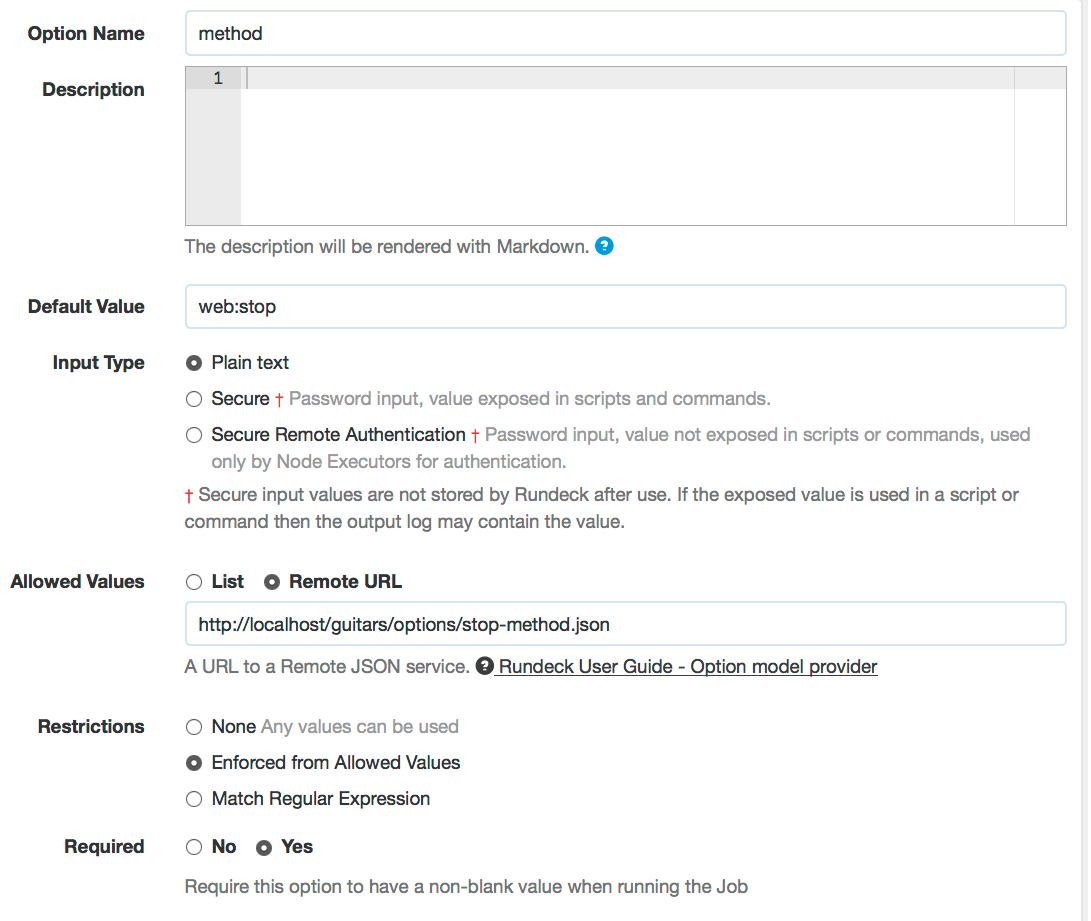 Option Name method
Description 1
The description will be rendered with Markdown. ?
Default Value web:stop
Input Type Plain text
Secure † Password input, value exposed in scripts and commands.
Secure Remote Authentication † Password input, value not exposed in scripts or commands, used
only by Node Executors for authentication.
† Secure input values are not stored by Rundeck after use. If the exposed value is used in a script or
command then the output log may contain the value.
Allowed Values List Remote URL
http://localhost/guitars/options/stop-method.json
A URL to a Remote JSON service. ? Rundeck User Guide - Option model provider
Restrictions None Any values can be used
Enforced from Allowed Values
Match Regular Expression
Required No Yes
Require this option to have a non-blank value when running the Job